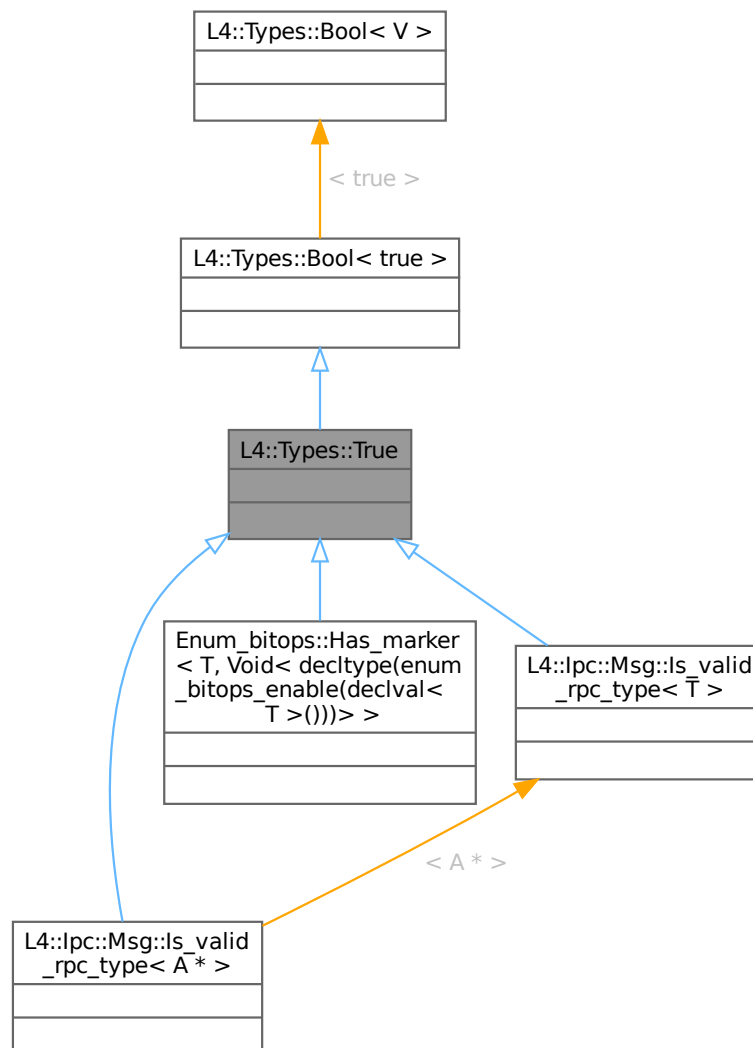 L4::Types::Bool< V >
< true >
L4::Types::Bool< true >
L4::Types::True
Enum_bitops::Has_marker
< T, Void< decltype(enum
_bitops_enable(declval<
T >()))> >
L4::Ipc::Msg::Is_valid
_rpc_type< T >
< A * >
L4::Ipc::Msg::Is_valid
_rpc_type< A * >